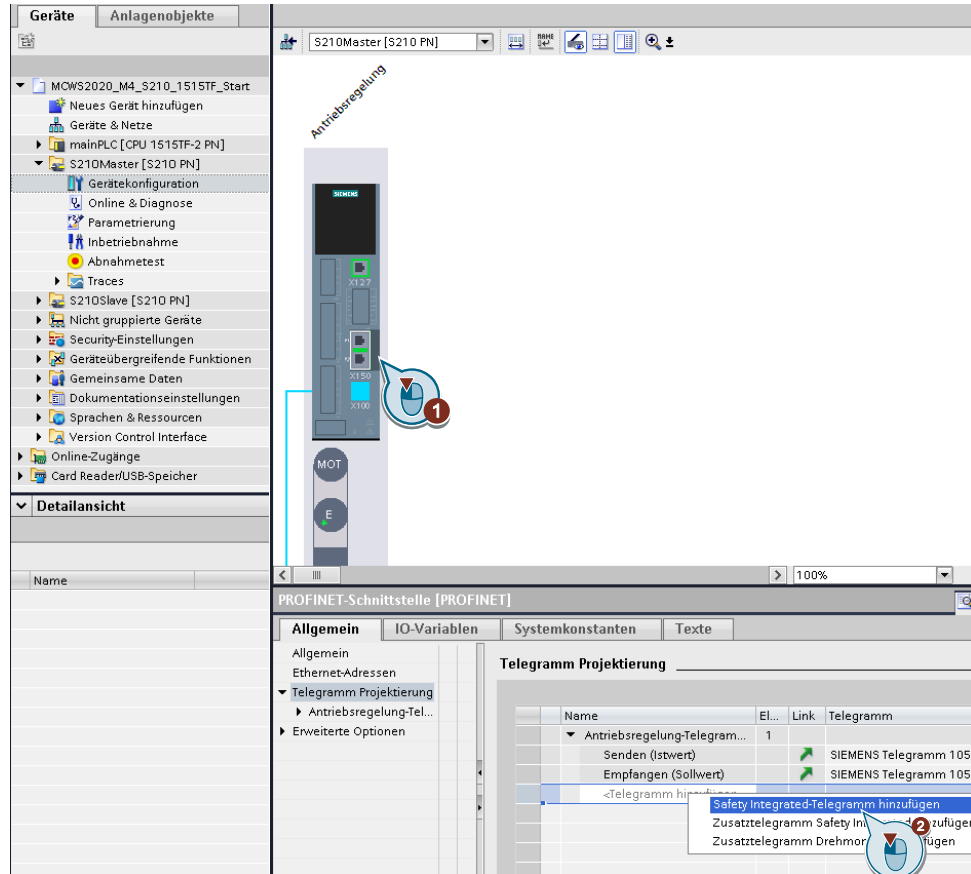 Geräte
Anlagenobjekte
S210Master [S210 PN]
NAME
±
MCWS2020_M4_S210_1515TF_Start
Neues Gerät hinzufügen
Geräte & Netze
mainPLC [CPU 1515TF-2 PN]
S210Master [S210 PN]
Gerätekonfiguration
Online & Diagnose
Parametrierung
Inbetriebnahme
Abnahmetest
Traces
S210Slave [S210 PN]
Nicht gruppierte Geräte
Security-Einstellungen
Geräteübergreifende Funktionen
Gemeinsame Daten
Dokumentationseinstellungen
Sprachen & Ressourcen
Version Control Interface
Online-Zugänge
Card Reader/USB-Speicher
Detailansicht
Name
Antriebsregelung
SIEMENS
X127
X150
X100
1
MOT
E
100%
PROFINET-Schnittstelle [PROFINET]
Allgemein
IO-Variablen
Systemkonstanten
Texte
Allgemein
Ethernet-Adressen
Telegramm Projektierung
Antriebsregelung-Tel...
Erweiterte Optionen
Telegramm Projektierung
Name El... Link Telegramm
Antriebsregelung-Telegram... 1
Senden (Istwert) SIEMENS Telegramm 105
Empfangen (Sollwert) SIEMENS Telegramm 105
<Telegramm
Safety Integrated-Telegramm hinzufügen
Zusatztelegramm Safety
2
Zusatztelegramm